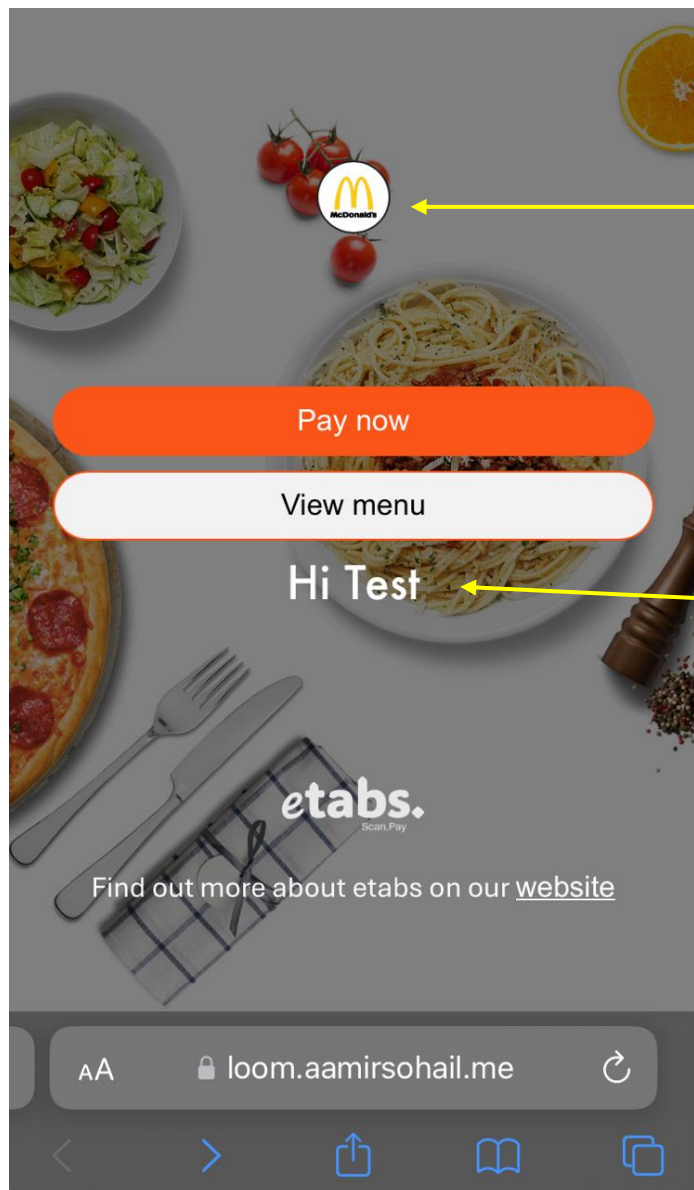 McDonald's
Pay now
View menu
Hi Test
etabs.
Scan.Pay
Find out more about etabs on our website
AA
loom.aamirsohail.me